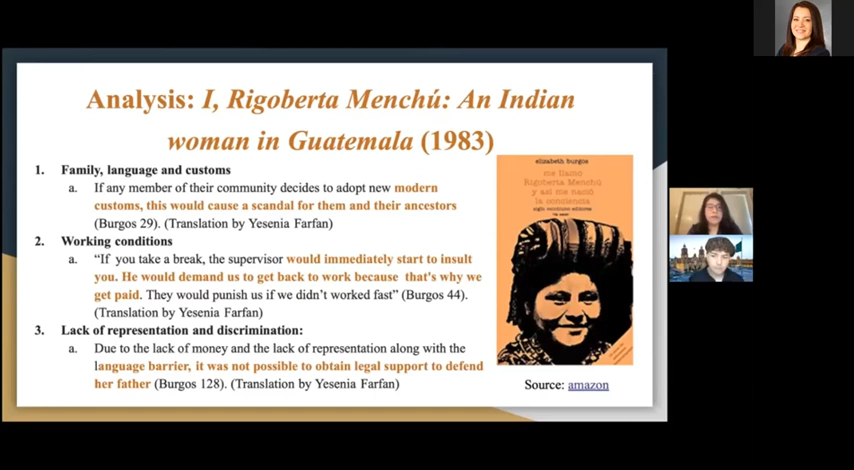 Analysis: I, Rigoberta Menchú: An Indian
woman in Guatemala (1983)
1. Family, language and customs
a. If any member of their community decides to adopt new modern
customs, this would cause a scandal for them and their ancestors
(Burgos 29). (Translation by Yesenia Farfan)
2. Working conditions
a. “If you take a break, the supervisor would immediately start to insult
you. He would demand us to get back to work because that's why we
get paid. They would punish us if we didn't worked fast” (Burgos 44).
(Translation by Yesenia Farfan)
3. Lack of representation and discrimination:
a. Due to the lack of money and the lack of representation along with the
language barrier, it was not possible to obtain legal support to defend
her father (Burgos 128). (Translation by Yesenia Farfan)
elizabeth burgos
me llamo
Rigoberta Menchú
y así me nació
la conciencia
siglo veintiuno editores
Source: amazon